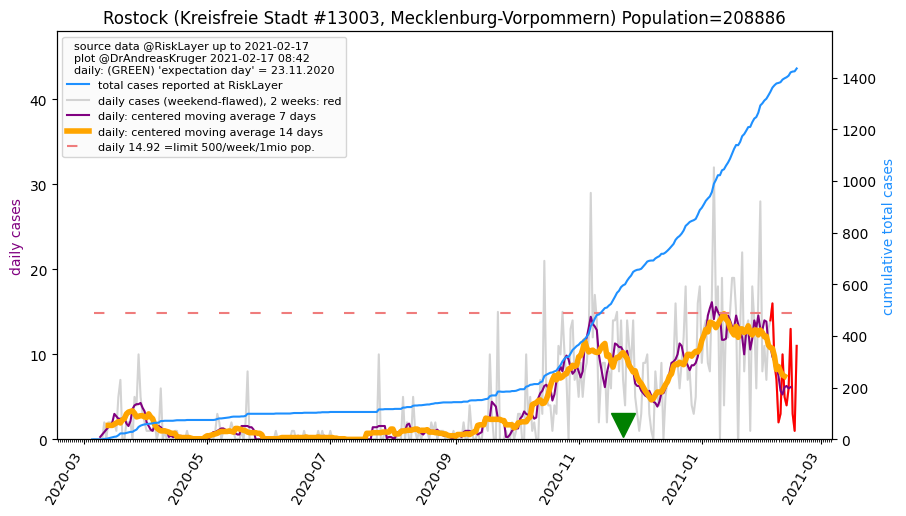 Rostock (Kreisfreie Stadt #13003, Mecklenburg-Vorpommern) Population=208886
source data @RiskLayer up to 2021-02-17
plot @DrAndreasKruger 2021-02-17 08:42
daily: (GREEN) 'expectation day' = 23.11.2020
total cases reported at RiskLayer
daily cases (weekend-flawed), 2 weeks: red
daily: centered moving average 7 days
daily: centered moving average 14 days
daily 14.92 =limit 500/week/1mio pop.
daily cases
40
30
20
10
0
cumulative total cases
1400
1200
1000
800
600
400
200
0
2020-03
2020-05
2020-07
2020-09
2020-11
2021-01
2021-03